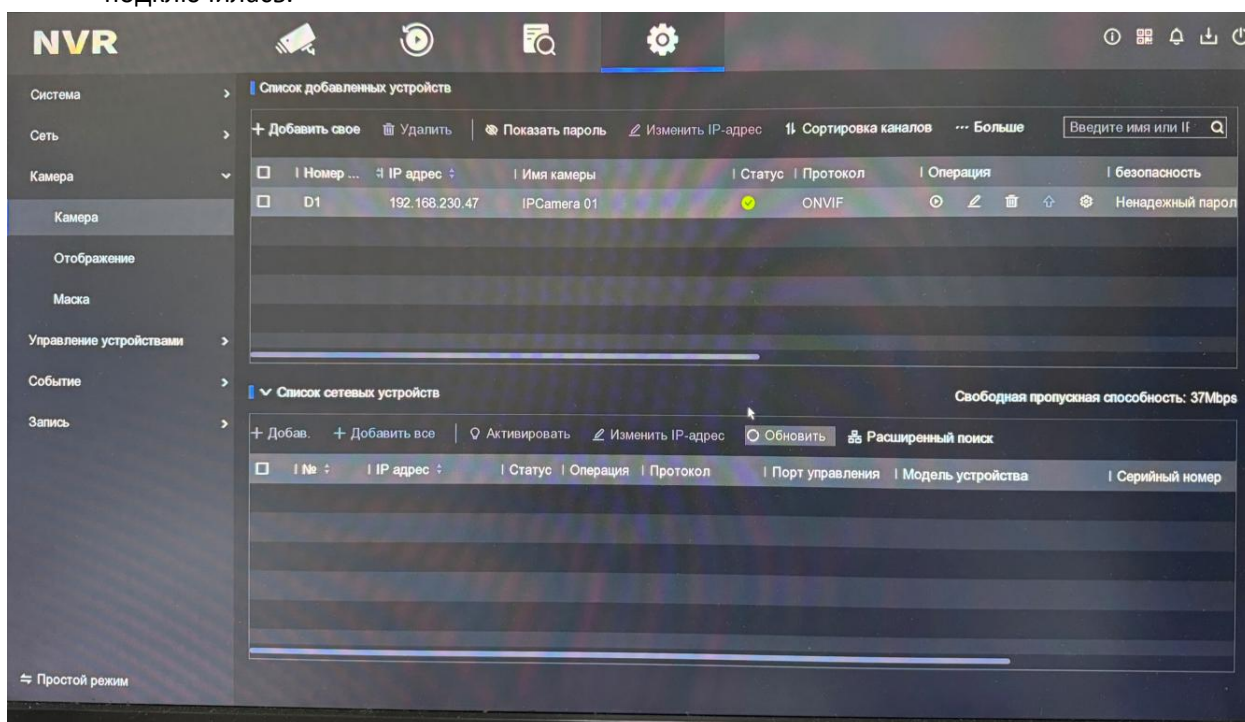 подключилась.
NVR
Система
Сеть
Камера
Камера
Отображение
Маска
Управление устройствами
Событие
Запись
Простой режим
Список добавленных устройств
+ Добавить свое Удалить Показать пароль Изменить IP-адрес Сортировка каналов ··· Больше Введите имя или IF
Номер ... IP адрес Имя камеры Статус Протокол Операция безопасность
D1 192.168.230.47 IPCamera 01 ONVIF Ненадежный парол
Список сетевых устройств Свободная пропускная способность: 37Mbps
+ Добав. + Добавить все Активировать Изменить IP-адрес Обновить Расширенный поиск
№ IP адрес Статус Операция Протокол Порт управления Модель устройства Серийный номер